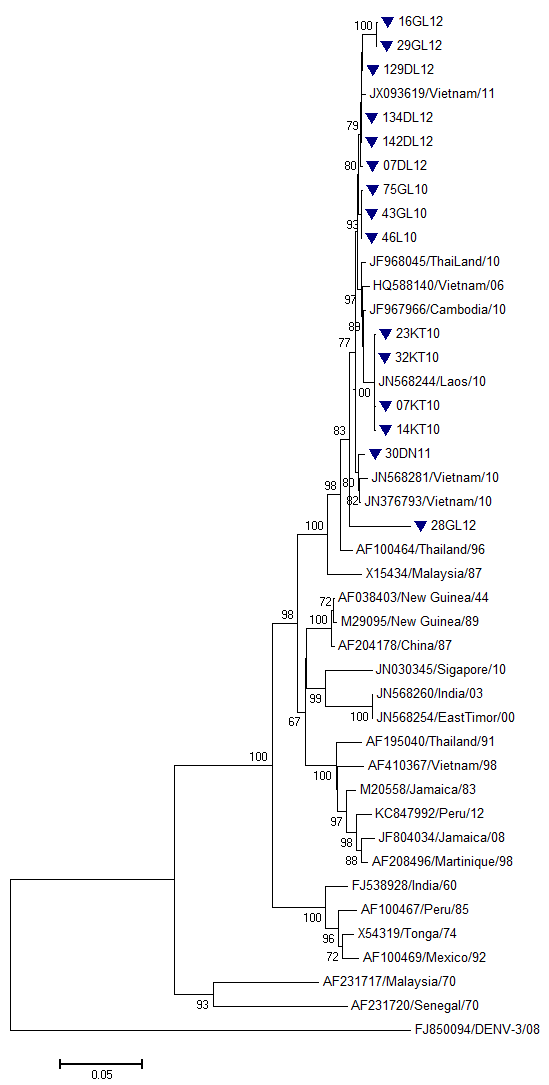 100
16GL12
29GL12
129DL12
JX093619/Vietnam/11
134DL12
79
142DL12
80
07DL12
75GL10
43GL10
93
46L10
JF968045/ThaiLand/10
HQ588140/Vietnam/06
97
JF967966/Cambodia/10
89
23KT10
77
32KT10
JN568244/Laos/10
00
07KT10
14KT10
83
30DN11
JN568281/Vietnam/10
80
98
JN376793/Vietnam/10
82
28GL12
100
AF100464/Thailand/96
X15434/Malaysia/87
AF038403/New Guinea/44
72
98
100
M29095/New Guinea/89
AF204178/China/87
JN030345/Sigapore/10
99
JN568260/India/03
JN568254/EastTimor/00
100
67
AF195040/Thailand/91
100
AF410367/Vietnam/98
100
M20558/Jamaica/83
KC847992/Peru/12
97
JF804034/Jamaica/08
98
AF208496/Martinique/98
88
FJ538928/India/60
AF100467/Peru/85
100
X54319/Tonga/74
96
AF100469/Mexico/92
72
AF231717/Malaysia/70
AF231720/Senegal/70
93
FJ850094/DENV-3/08
0.05